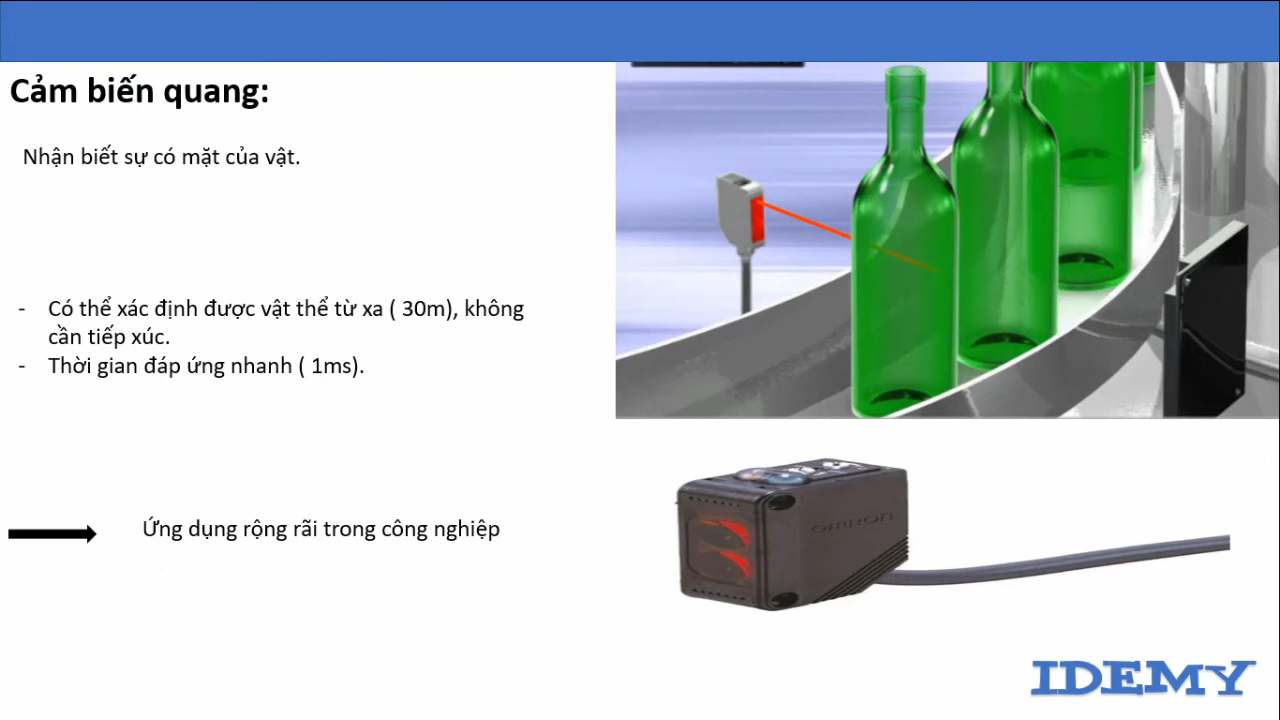 Cảm biến quang:
Nhận biết sự có mặt của vật.
- Có thể xác định được vật thể từ xa ( 30m), không
cần tiếp xúc.
- Thời gian đáp ứng nhanh ( 1ms).
Ứng dụng rộng rãi trong công nghiệp
OMRON
IDEMY